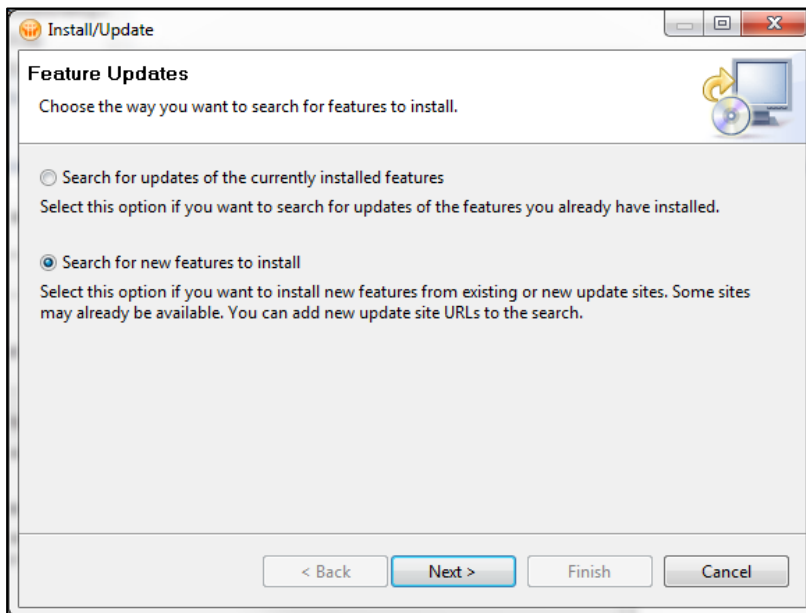 Install/Update
Feature Updates
Choose the way you want to search for features to install.
Search for updates of the currently installed features
Select this option if you want to search for updates of the features you already have installed.
Search for new features to install
Select this option if you want to install new features from existing or new update sites. Some sites
may already be available. You can add new update site URLs to the search.
< Back Next > Finish Cancel